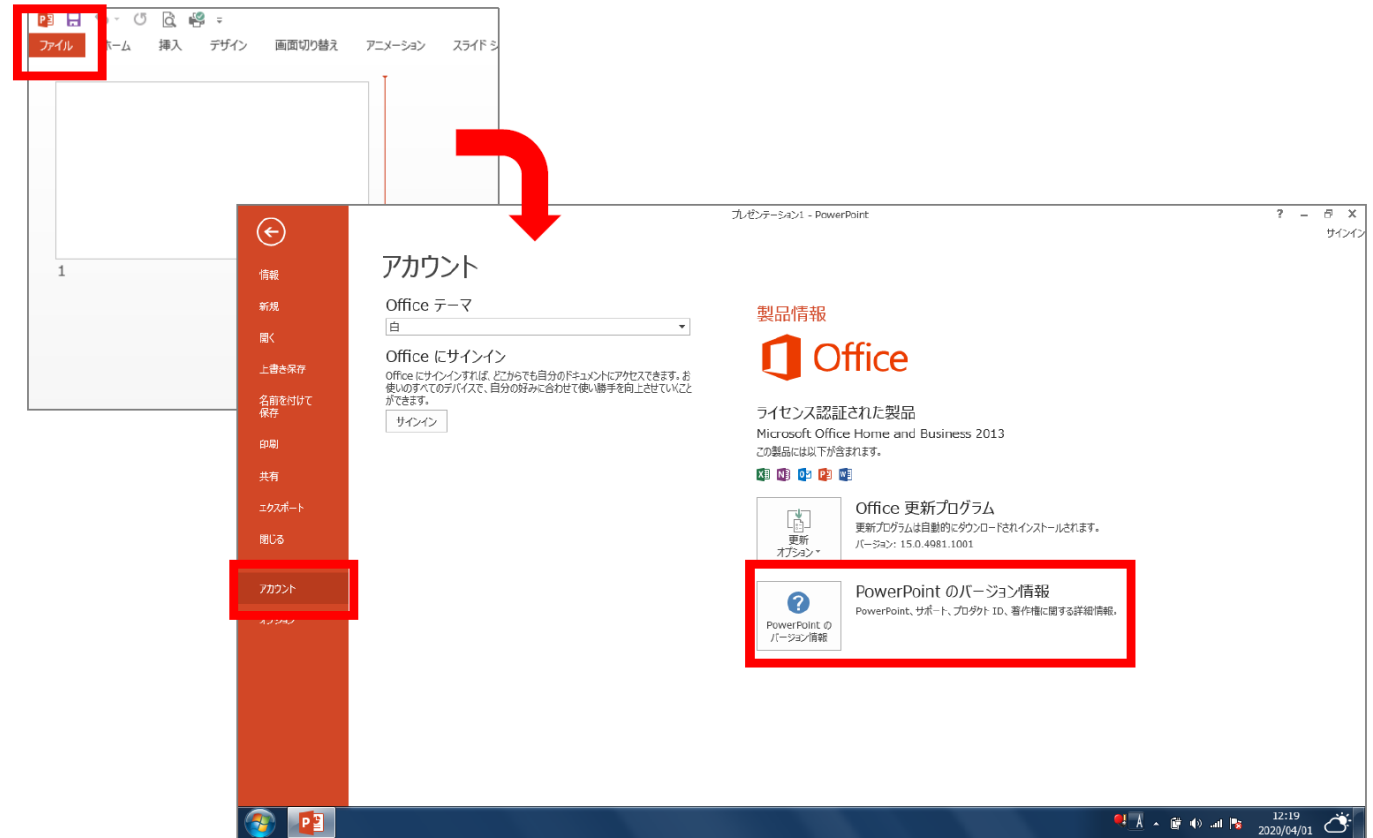 ファイル
ホーム 挿入 デザイン 画面切り替え アニメーション スライド シ
1
プレゼンテーション1 - PowerPoint
サインイン
情報
新規
開く
上書き保存
名前を付けて
保存
印刷
共有
エクスポート
閉じる
アカウント
オプション
アカウント
Office テーマ
白
Office にサインイン
Office にサインインすれば、どこからでも自分のドキュメントにアクセスできます。お
使いのすべてのデバイスで、自分の好みに合わせて使い勝手を向上させていくこと
ができます。
サインイン
製品情報
Office
ライセンス認証された製品
Microsoft Office Home and Business 2013
この製品には以下が含まれます。
更新
オプション
Office 更新プログラム
更新プログラムは自動的にダウンロードされインストールされます。
バージョン: 15.0.4981.1001
PowerPoint の
バージョン情報
PowerPoint のバージョン情報
PowerPoint、サポート、プロダクト ID、著作権に関する詳細情報。
12:19
2020/04/01